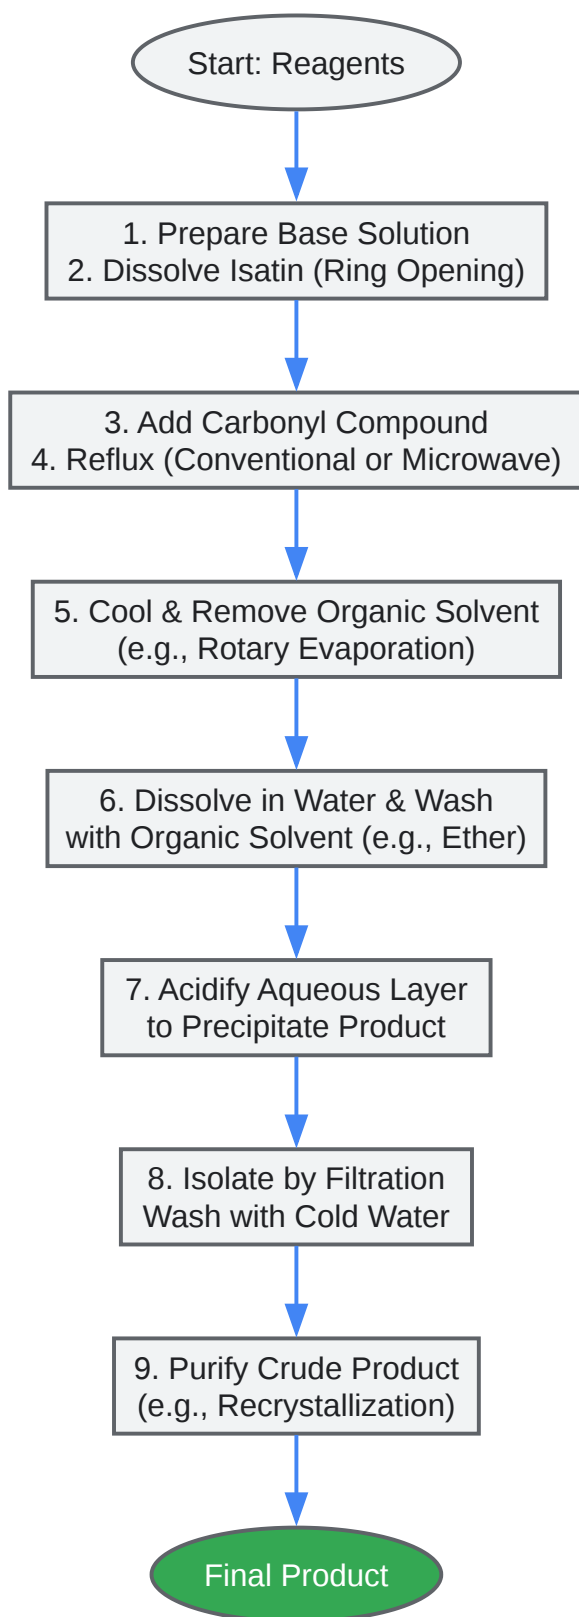 Start: Reagents
1. Prepare Base Solution
2. Dissolve Isatin (Ring Opening)
3. Add Carbonyl Compound
4. Reflux (Conventional or Microwave)
5. Cool & Remove Organic Solvent
(e.g., Rotary Evaporation)
6. Dissolve in Water & Wash
with Organic Solvent (e.g., Ether)
7. Acidify Aqueous Layer
to Precipitate Product
8. Isolate by Filtration
Wash with Cold Water
9. Purify Crude Product
(e.g., Recrystallization)
Final Product